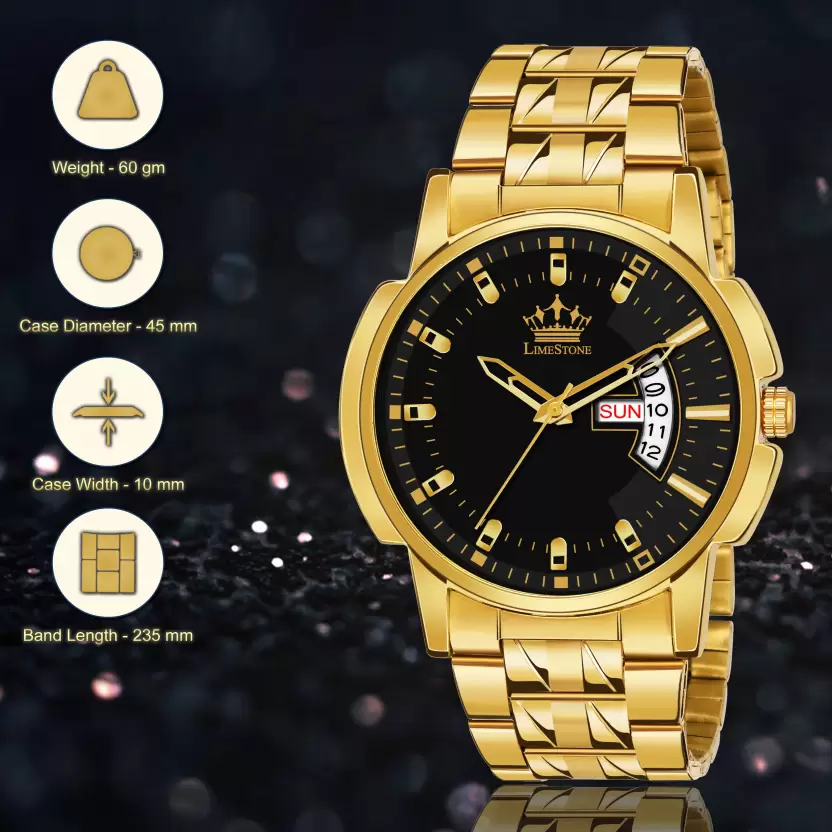 Weight - 60 gm
Case Diameter - 45 mm
Case Width - 10 mm
Band Length - 235 mm
LIMESTONE
SUN 10
11
12